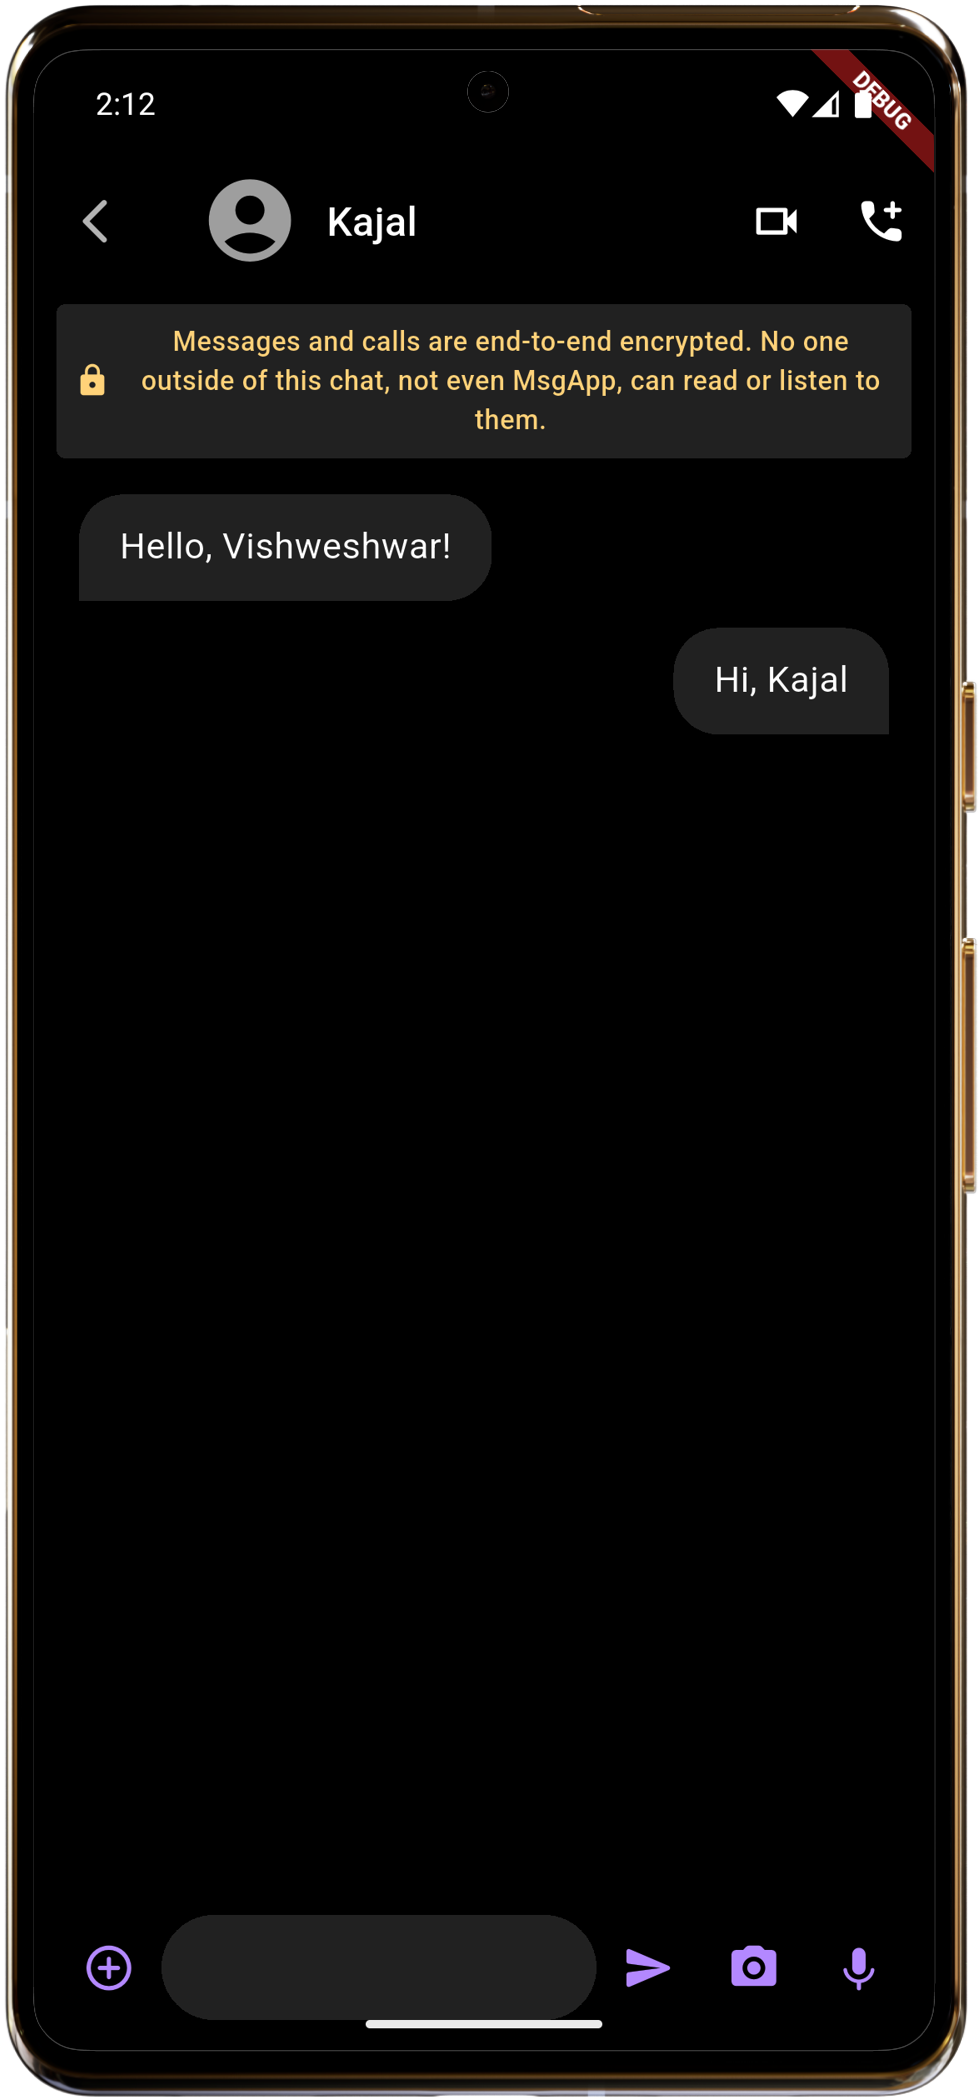 2:12
DEBUG
Kajal
Messages and calls are end-to-end encrypted. No one
outside of this chat, not even MsgApp, can read or listen to
them.
Hello, Vishweshwar!
Hi, Kajal